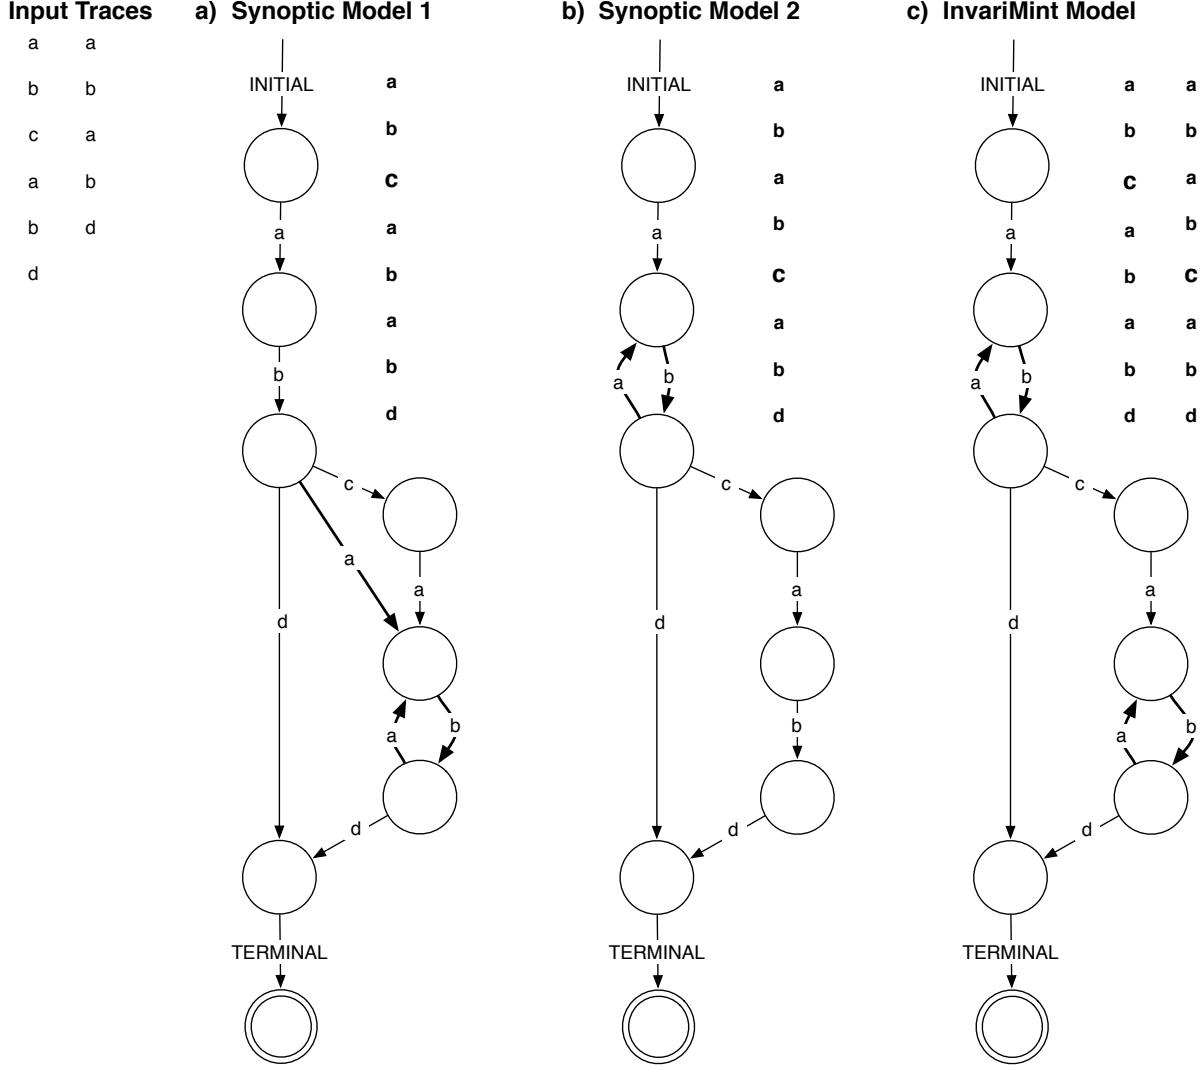 Input Traces
a a
b b
c a
a b
b d
d
a) Synoptic Model 1
INITIAL
a
b
c
a
a
b
a
d
d
TERMINAL
a
b
c
a
b
a
b
d
b) Synoptic Model 2
INITIAL
a
a
b
c
a
d
b
d
TERMINAL
a
b
a
b
c
a
b
d
c) InvariMint Model
INITIAL
a
a
b
c
a
d
b
a
d
TERMINAL
a a
b b
c a
a b
b c
a a
b b
d d